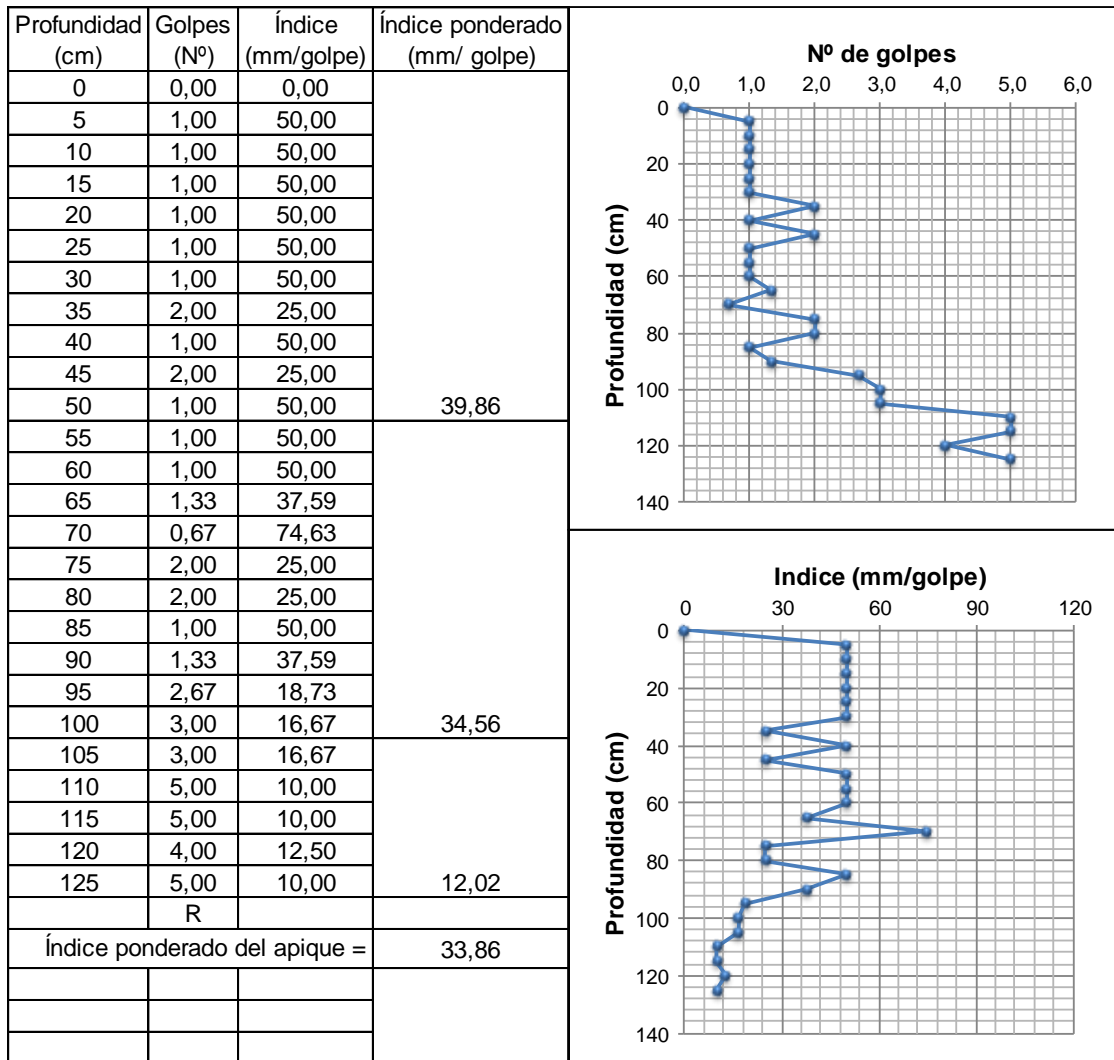 Profundidad Golpes Índice Índice ponderado
(cm) (Nº) (mm/golpe) (mm/ golpe)
0 0,00 0,00
5 1,00 50,00
10 1,00 50,00
15 1,00 50,00
20 1,00 50,00
25 1,00 50,00
30 1,00 50,00
35 2,00 25,00
40 1,00 50,00
45 2,00 25,00
50 1,00 50,00 39,86
55 1,00 50,00
60 1,00 50,00
65 1,33 37,59
70 0,67 74,63
75 2,00 25,00
80 2,00 25,00
85 1,00 50,00
90 1,33 37,59
95 2,67 18,73
100 3,00 16,67 34,56
105 3,00 16,67
110 5,00 10,00
115 5,00 10,00
120 4,00 12,50
125 5,00 10,00 12,02
R
Índice ponderado del apique = 33,86
Nº de golpes
0,0 1,0 2,0 3,0 4,0 5,0 6,0
0
20
40
60
80
100
120
140
Profundidad (cm)
Indice (mm/golpe)
0 30 60 90 120
0
20
40
60
80
100
120
140
Profundidad (cm)